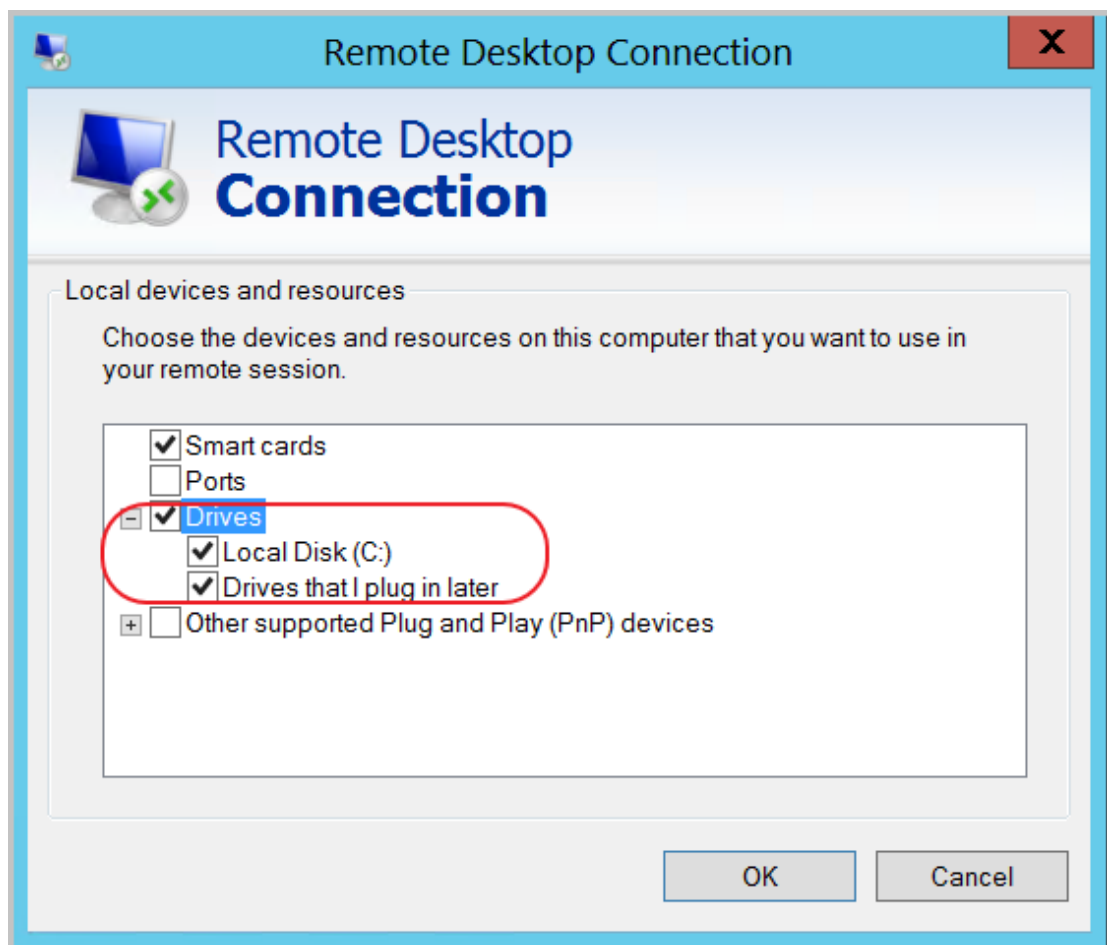 Remote Desktop Connection
X
Remote Desktop
Connection
Local devices and resources
Choose the devices and resources on this computer that you want to use in
your remote session.
Smart cards
Ports
Drives
Local Disk (C:)
Drives that I plug in later
Other supported Plug and Play (PnP) devices
OK
Cancel